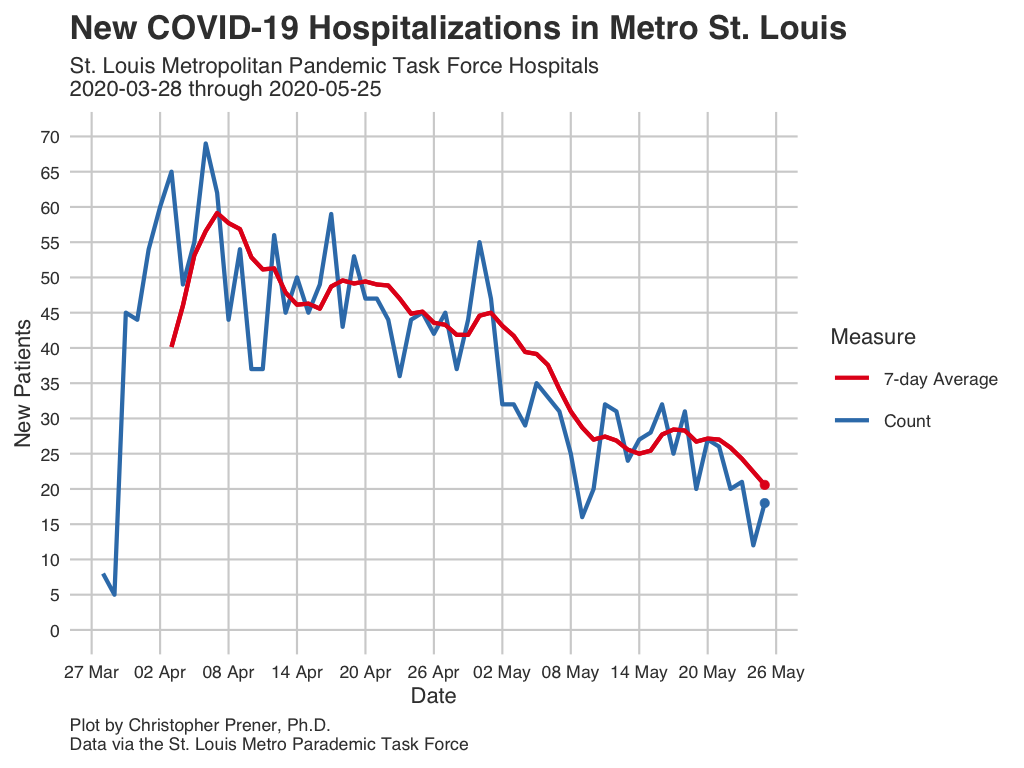 New COVID-19 Hospitalizations in Metro St. Louis
St. Louis Metropolitan Pandemic Task Force Hospitals
2020-03-28 through 2020-05-25
70
65
60
55
50
45
40
35
30
25
20
15
10
5
0
New Patients
27 Mar 02 Apr 08 Apr 14 Apr 20 Apr 26 Apr 02 May 08 May 14 May 20 May 26 May
Date
Measure
7-day Average
Count
Plot by Christopher Prener, Ph.D.
Data via the St. Louis Metro Parademic Task Force